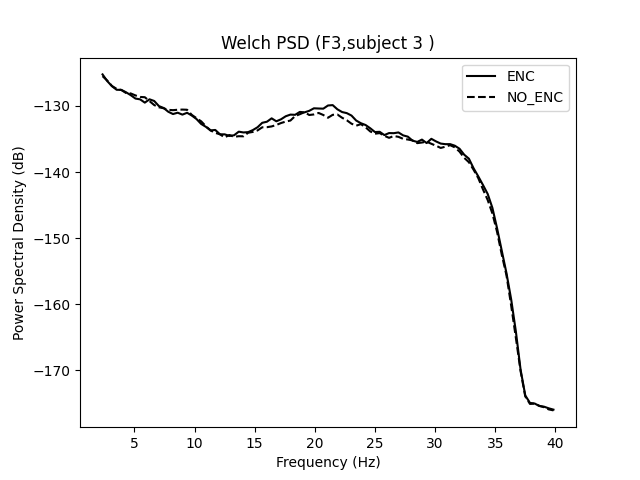 Welch PSD (F3,subject 3 )
ENC
NO_ENC
Power Spectral Density (dB)
−130
−140
−150
−160
−170
5 10 15 20 25 30 35 40
Frequency (Hz)